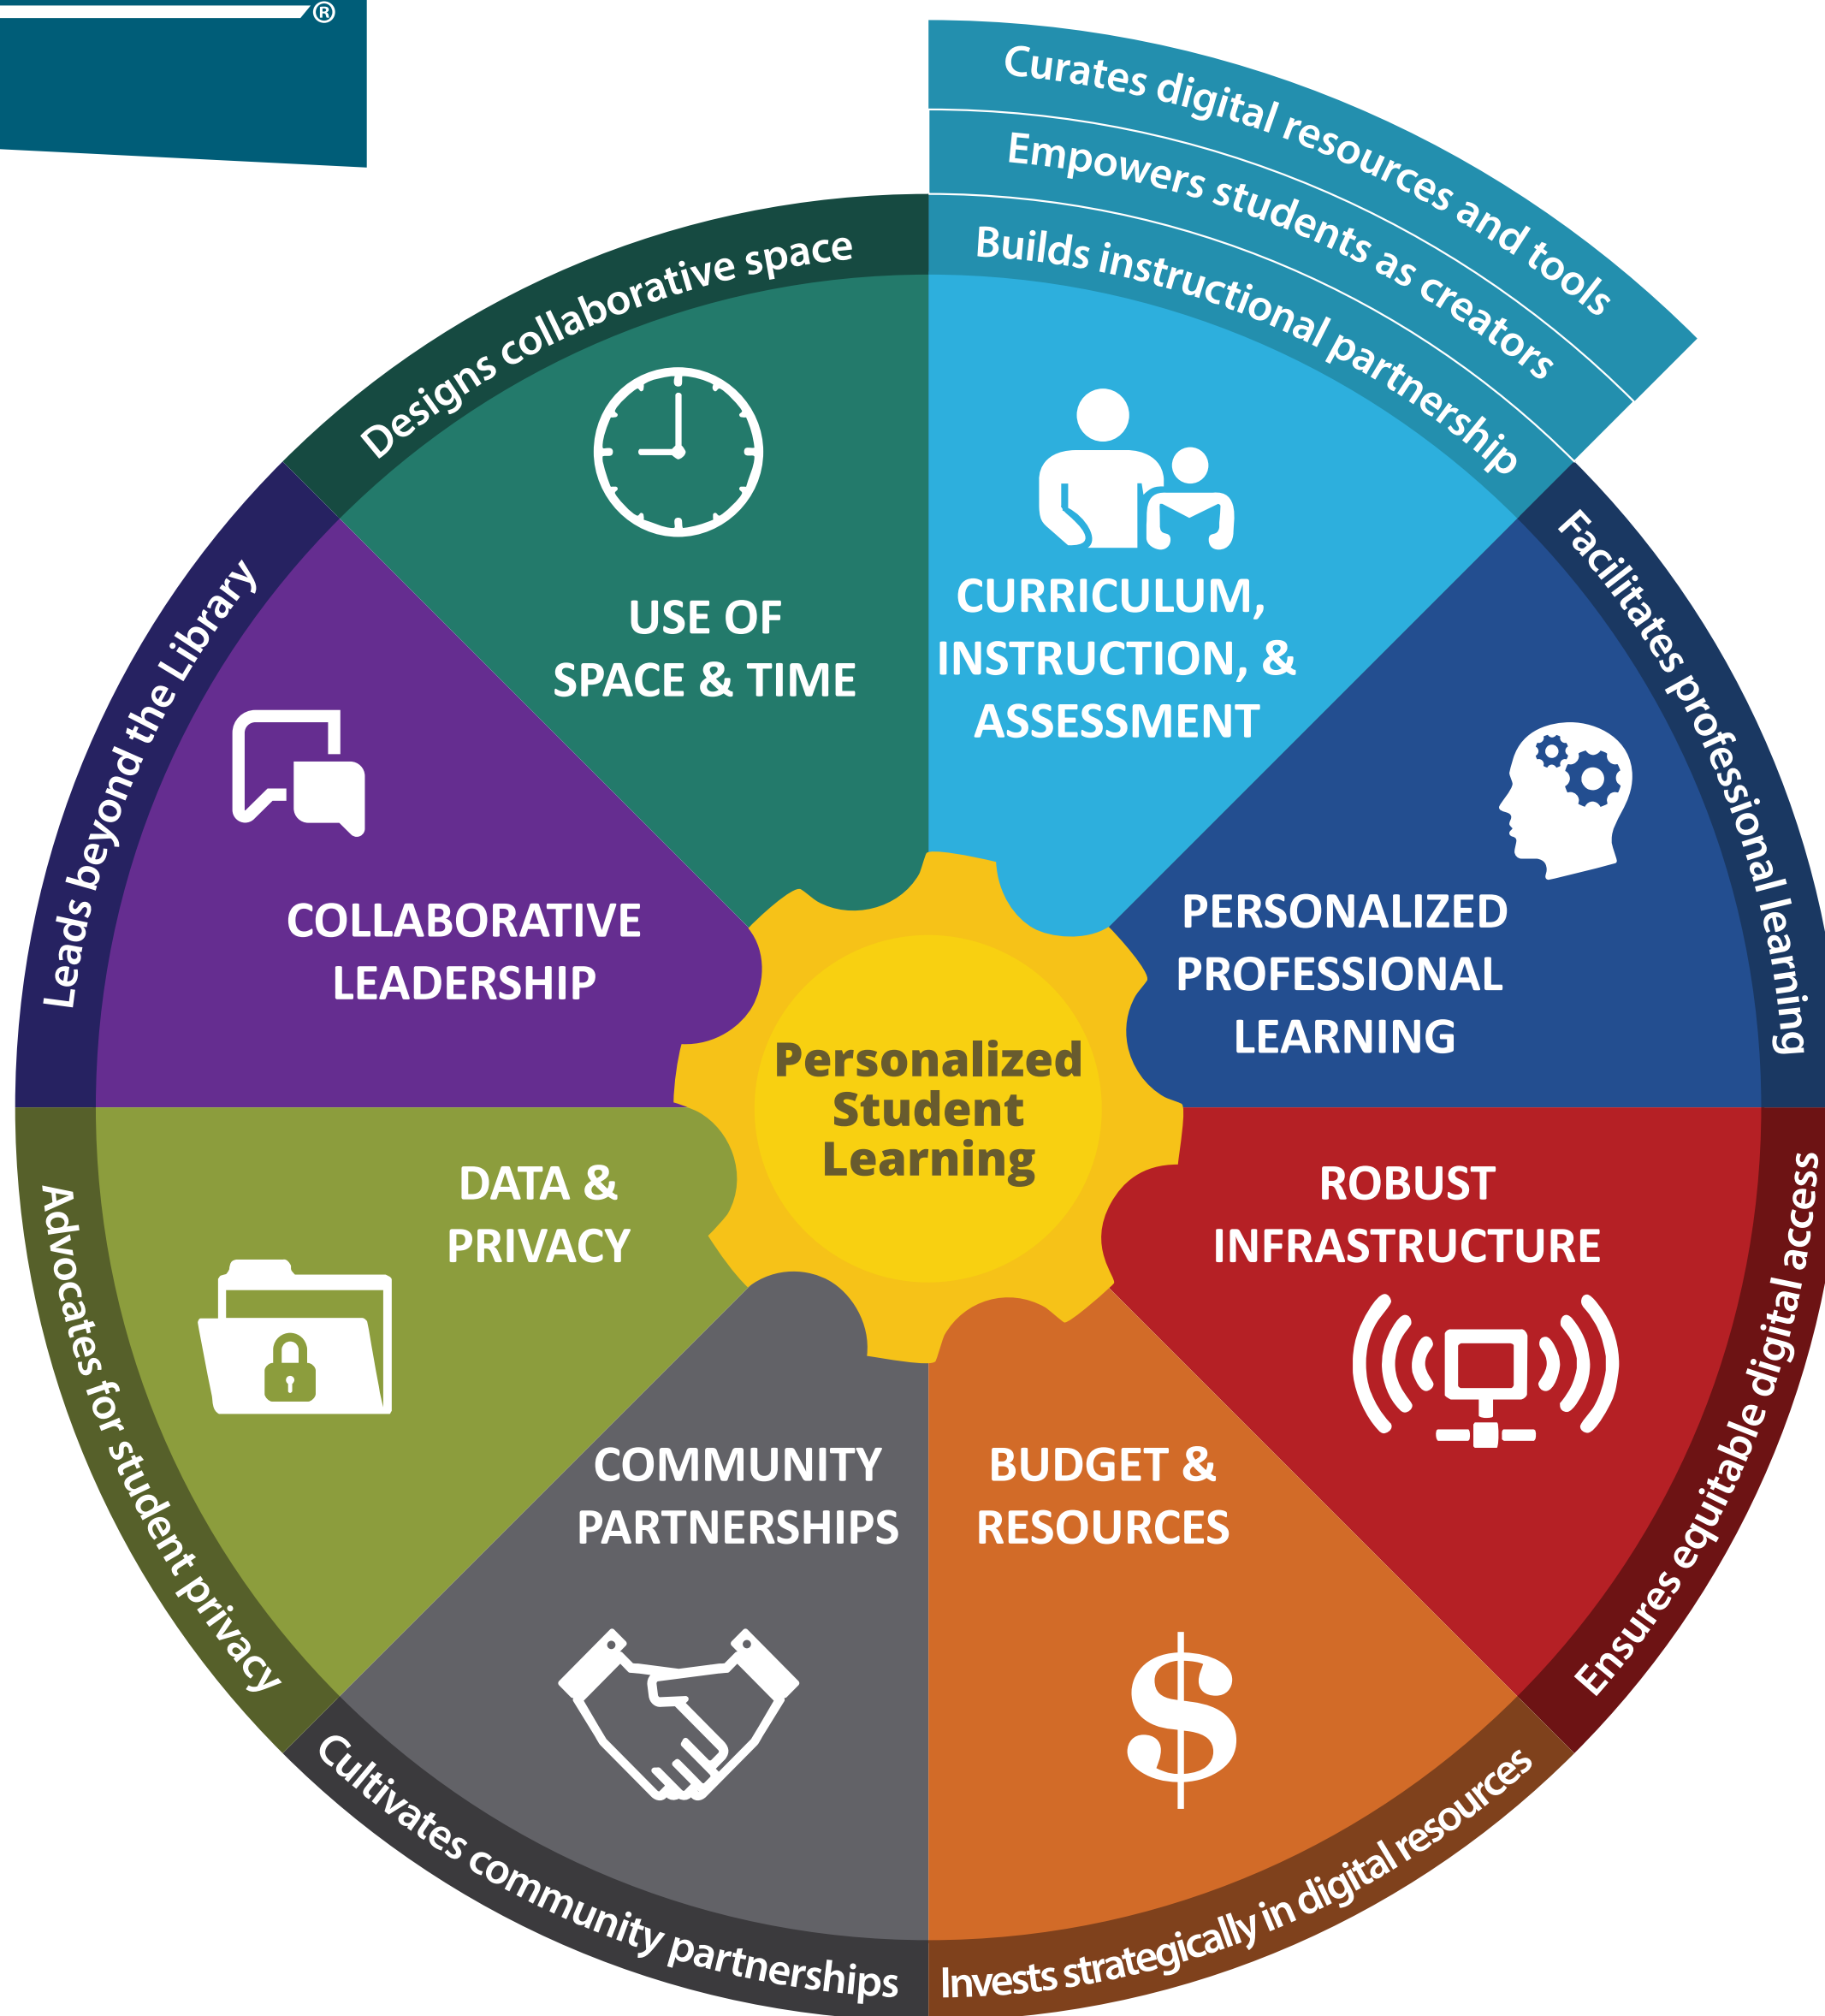 ®
Curates digital resources and tools
Empowers students as creators
Builds instructional partnership
CURRICULUM,
INSTRUCTION, &
ASSESSMENT
Facilitates professional learning
PERSONALIZED
PROFESSIONAL
LEARNING
Ensures equitable digital access
ROBUST
INFRASTRUCTURE
Invests strategically in digital resources
BUDGET &
RESOURCES
$
Cultivates community partnerships
COMMUNITY
PARTNERSHIPS
Advocates for student privacy
DATA &
PRIVACY
Leads beyond the Library
COLLABORATIVE
LEADERSHIP
Designs collaborative space
USE OF
SPACE & TIME
Personalized
Student
Learning